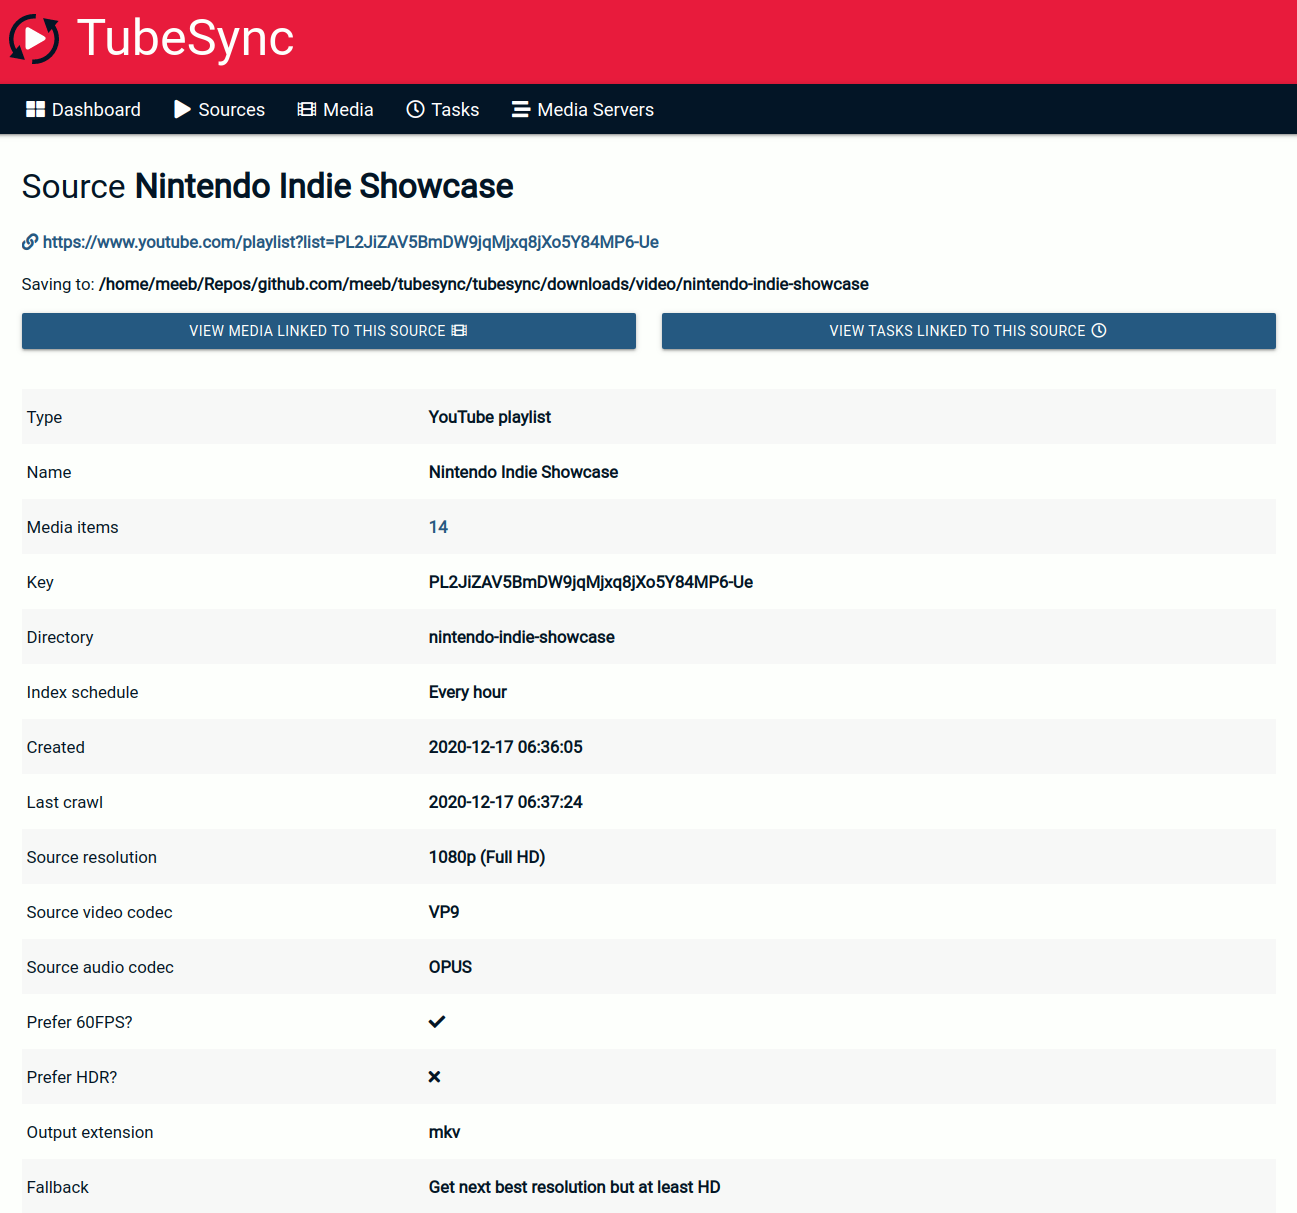 TubeSync
Dashboard Sources Media Tasks Media Servers
Source Nintendo Indie Showcase
https://www.youtube.com/playlist?list=PL2JiZAV5BmDW9jqMjxq8jXo5Y84MP6-Ue
Saving to: /home/meeb/Repos/github.com/meeb/tubesync/tubesync/downloads/video/nintendo-indie-showcase
VIEW MEDIA LINKED TO THIS SOURCE VIEW TASKS LINKED TO THIS SOURCE
Type YouTube playlist
Name Nintendo Indie Showcase
Media items 14
Key PL2JiZAV5BmDW9jqMjxq8jXo5Y84MP6-Ue
Directory nintendo-indie-showcase
Index schedule Every hour
Created 2020-12-17 06:36:05
Last crawl 2020-12-17 06:37:24
Source resolution 1080p (Full HD)
Source video codec VP9
Source audio codec OPUS
Prefer 60FPS?
Prefer HDR?
Output extension mkv
Fallback Get next best resolution but at least HD